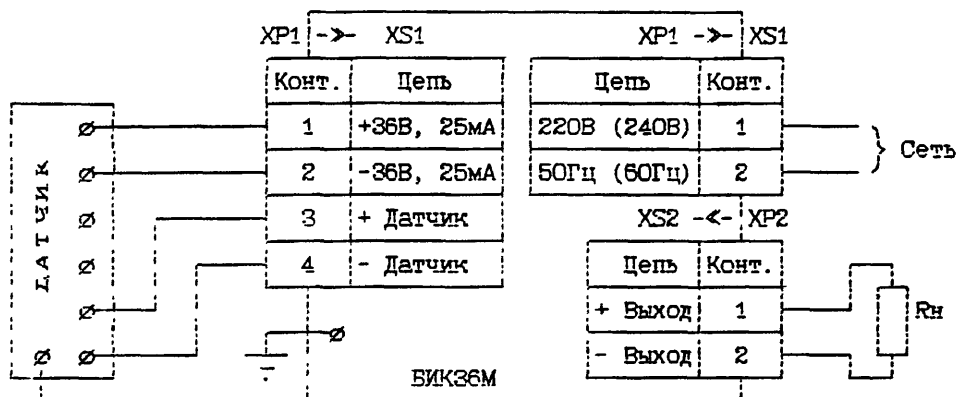 XP1 ->- XS1
XP1 ->- XS1
Конт. Цепь
1 +36В, 25мА
2 -36В, 25мА
3 + Датчик
4 - Датчик
Цепь Конт.
220В (240В) 1
50Гц (60Гц) 2
Сеть
XS2 -<- XP2
Цепь Конт.
+ Выход 1
- Выход 2
Rн
ДАТЧИК
БИК36М